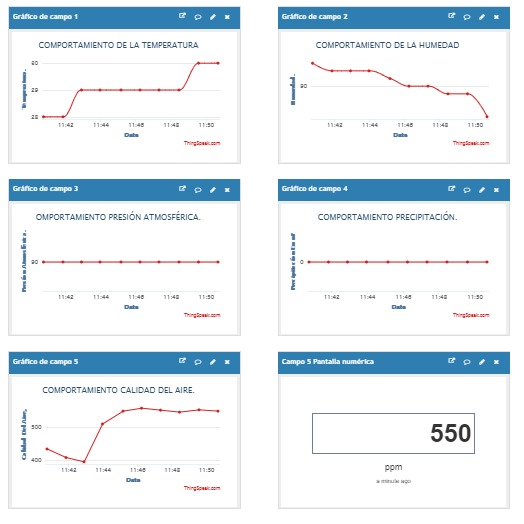 Gráfico de campo 1
COMPORTAMIENTO DE LA TEMPERATURA
Temperatura.
30
29
28
11:42 11:44 11:46 11:48 11:50
Date
ThingSpeak.com
Gráfico de campo 2
COMPORTAMIENTO DE LA HUMEDAD
Humedad.
90
11:42 11:44 11:46 11:48 11:50
Date
ThingSpeak.com
Gráfico de campo 3
OMPORTAMIENTO PRESIÓN ATMOSFÉRICA.
Presión Atmosférica.
90
11:42 11:44 11:46 11:48 11:50
Date
ThingSpeak.com
Gráfico de campo 4
COMPORTAMIENTO PRECIPITACIÓN.
0
11:42 11:44 11:46 11:48 11:50
Date
ThingSpeak.com
Gráfico de campo 5
COMPORTAMIENTO CALIDAD DEL AIRE.
Calidad Del Aire,
500
400
11:42 11:44 11:46 11:48 11:50
Date
ThingSpeak.com
Campo 5 Pantalla numérica
550
ppm
a minute ago